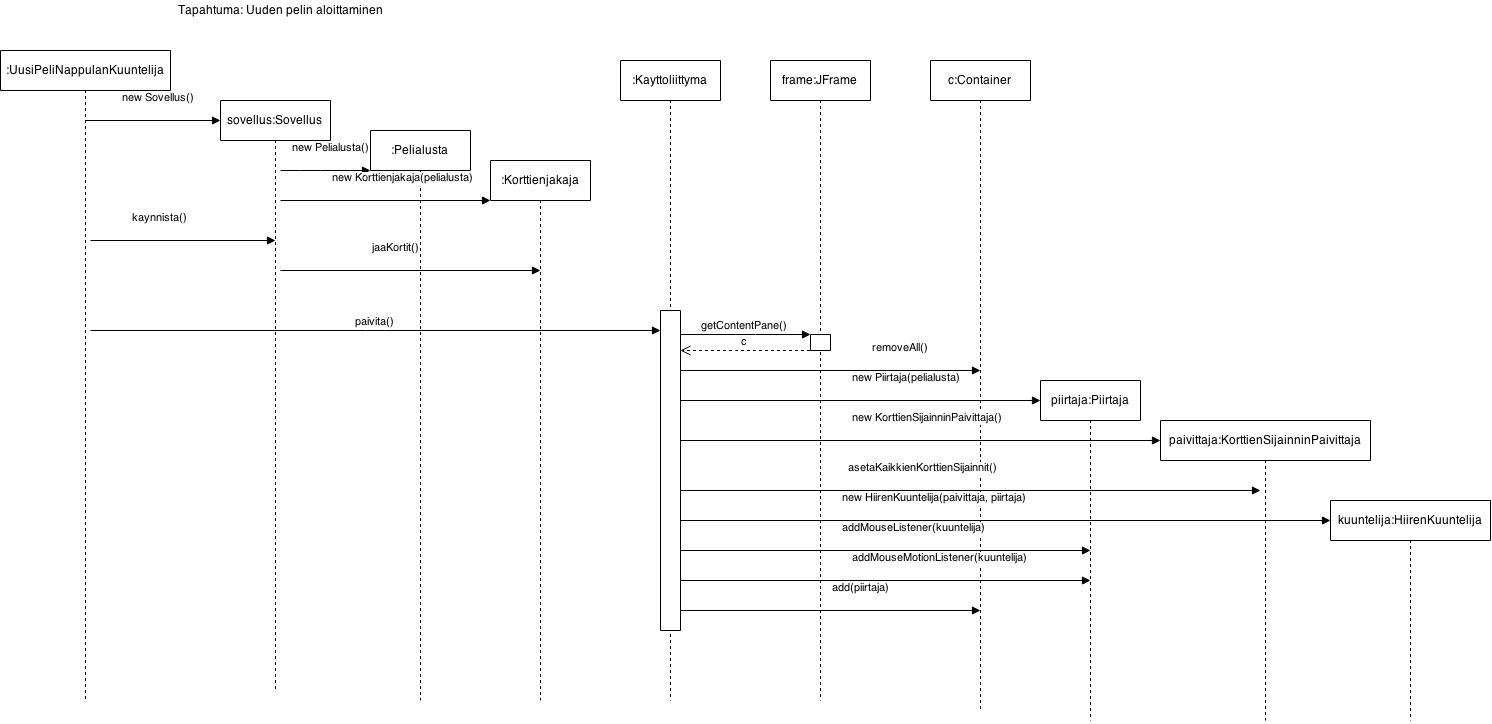 Tapahtuma: Uuden pelin aloittaminen
:UusiPeliNappulanKuuntelija
:Kayttoliittyma
frame:JFrame
c:Container
new Sovellus()
sovellus:Sovellus
new Pelialusta()
:Pelialusta
new Korttienjakaja(pelialusta)
:Korttienjakaja
kaynnista()
jaaKortit()
paivita()
getContentPane()
c
removeAll()
new Piirtaja(pelialusta)
piirtaja:Piirtaja
new KorttienSijainninPaivittaja()
paivittaja:KorttienSijainninPaivittaja
asetaKaikkienKorttienSijainnit()
new HiirenKuuntelija(paivittaja, piirtaja)
kuuntelija:HiirenKuuntelija
addMouseListener(kuuntelija)
addMouseMotionListener(kuuntelija)
add(piirtaja)